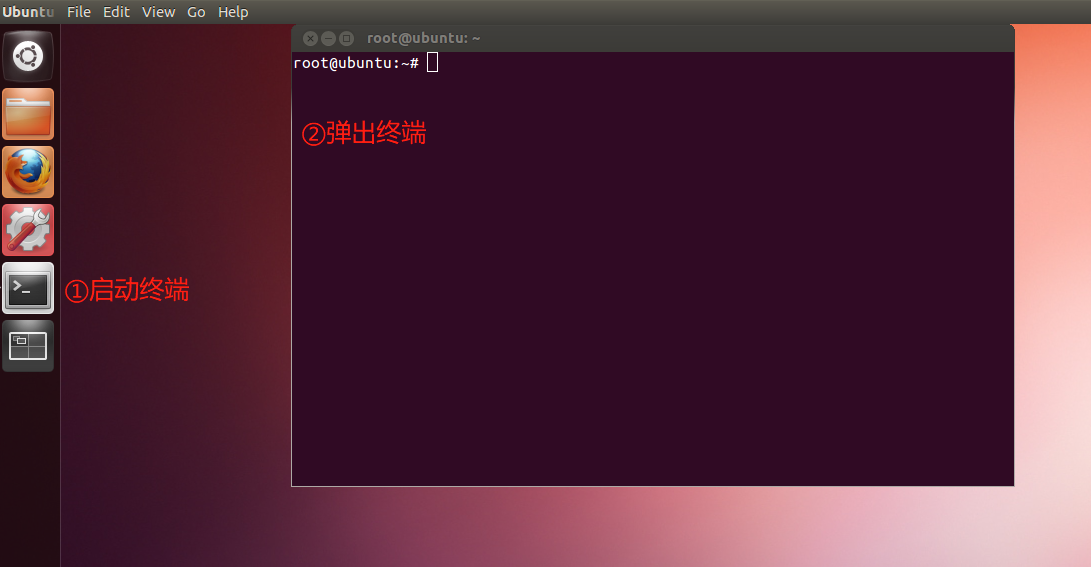 Ubuntu File Edit View Go Help
root@ubuntu: ~
root@ubuntu:~#
②弹出终端
①启动终端
>_